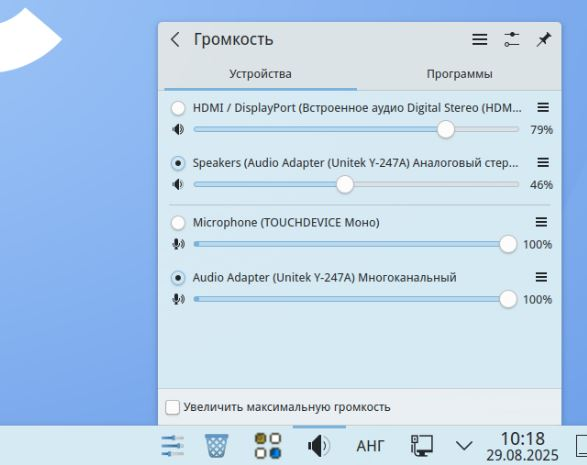 Громкость
Устройства
Программы
HDMI / DisplayPort (Встроенное аудио Digital Stereo (HDM...
79%
Speakers (Audio Adapter (Unitek Y-247A) Аналоговый стер...
46%
Microphone (TOUCHDEVICE Моно)
100%
Audio Adapter (Unitek Y-247A) Многоканальный
100%
Увеличить максимальную громкость
АНГ
10:18
29.08.2025